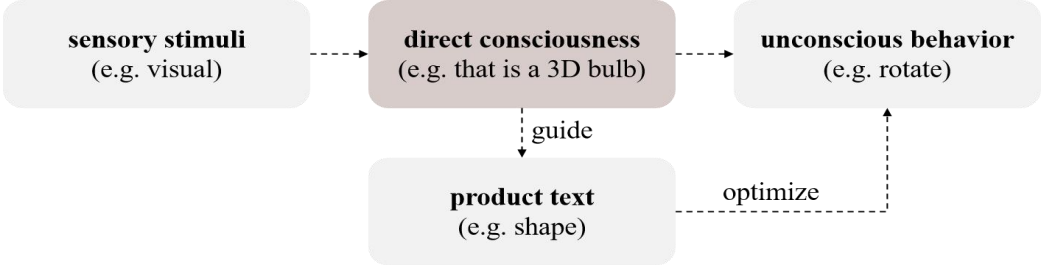 sensory stimuli
(e.g. visual)
direct consciousness
(e.g. that is a 3D bulb)
unconscious behavior
(e.g. rotate)
guide
product text
(e.g. shape)
optimize